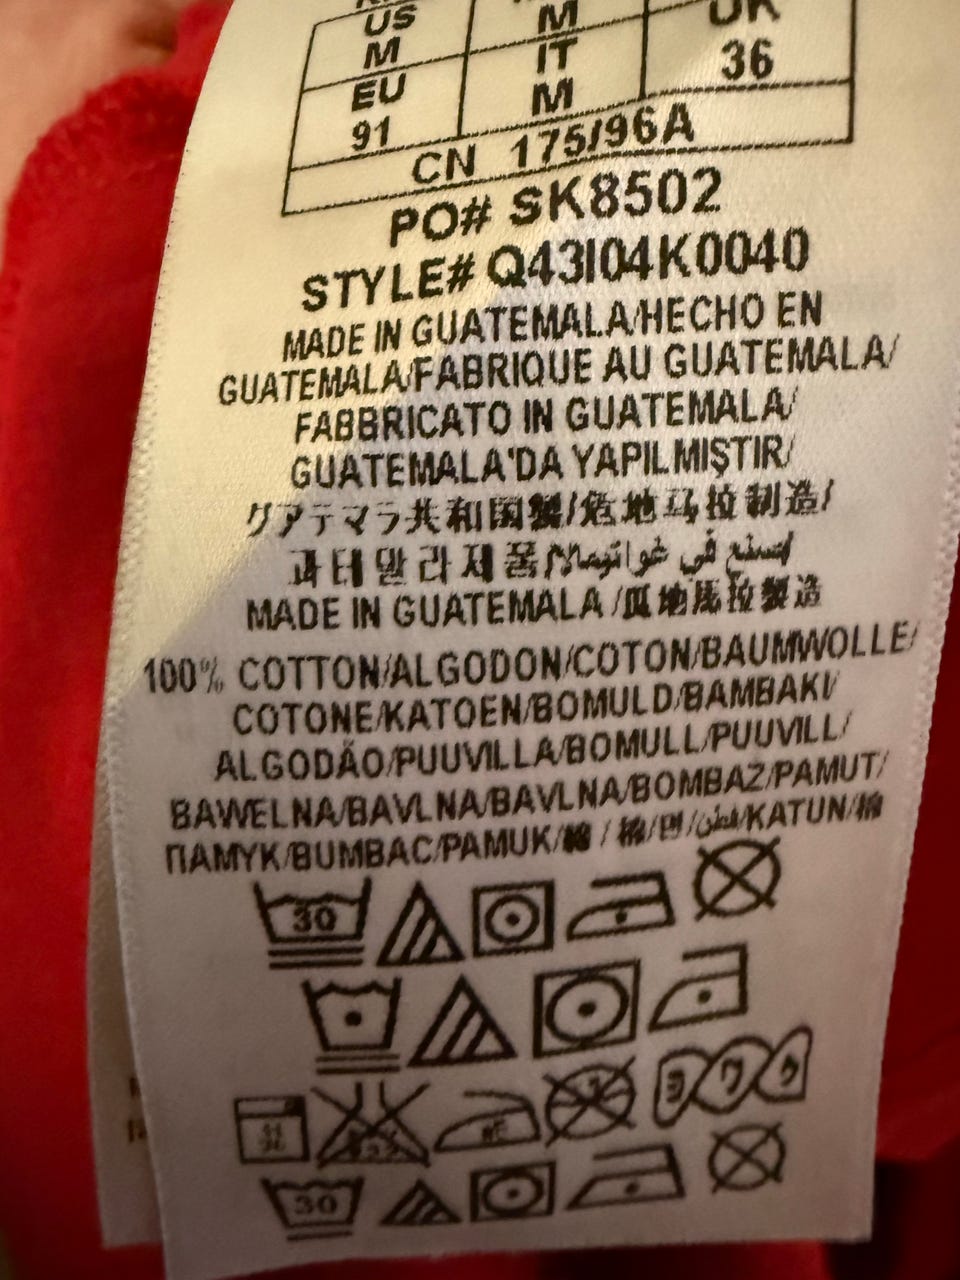 US M UK
M IT 36
EU M
91
CN 175/96A
PO# SK8502
STYLE# Q43I04K0040
MADE IN GUATEMALA/HECHO EN
GUATEMALA/FABRIQUE AU GUATEMALA/
FABBRICATO IN GUATEMALA/
GUATEMALA'DA YAPILMIŞTIR/
グアテマラ共和国製/危地马拉制造/
과테말라제품/
MADE IN GUATEMALA /瓜地馬拉製造
100% COTTON/ALGODON/COTON/BAUMWOLLE/
COTONE/KATOEN/BOMULD/BAMBAKI/
ALGODÃO/PUUVILLA/BOMULL/PUUVILL/
BAWELNA/BAVLNA/BAVLNA/BOMBAZ/PAMUT/
ПАМУК/BUMBAC/PAMUK/綿 / 棉/면/قطن/KATUN/棉
30
30